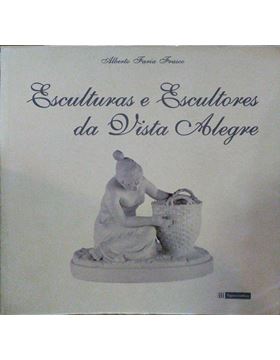 Alberto Faria Frasco
Esculturas e Escultores
da Vista Alegre